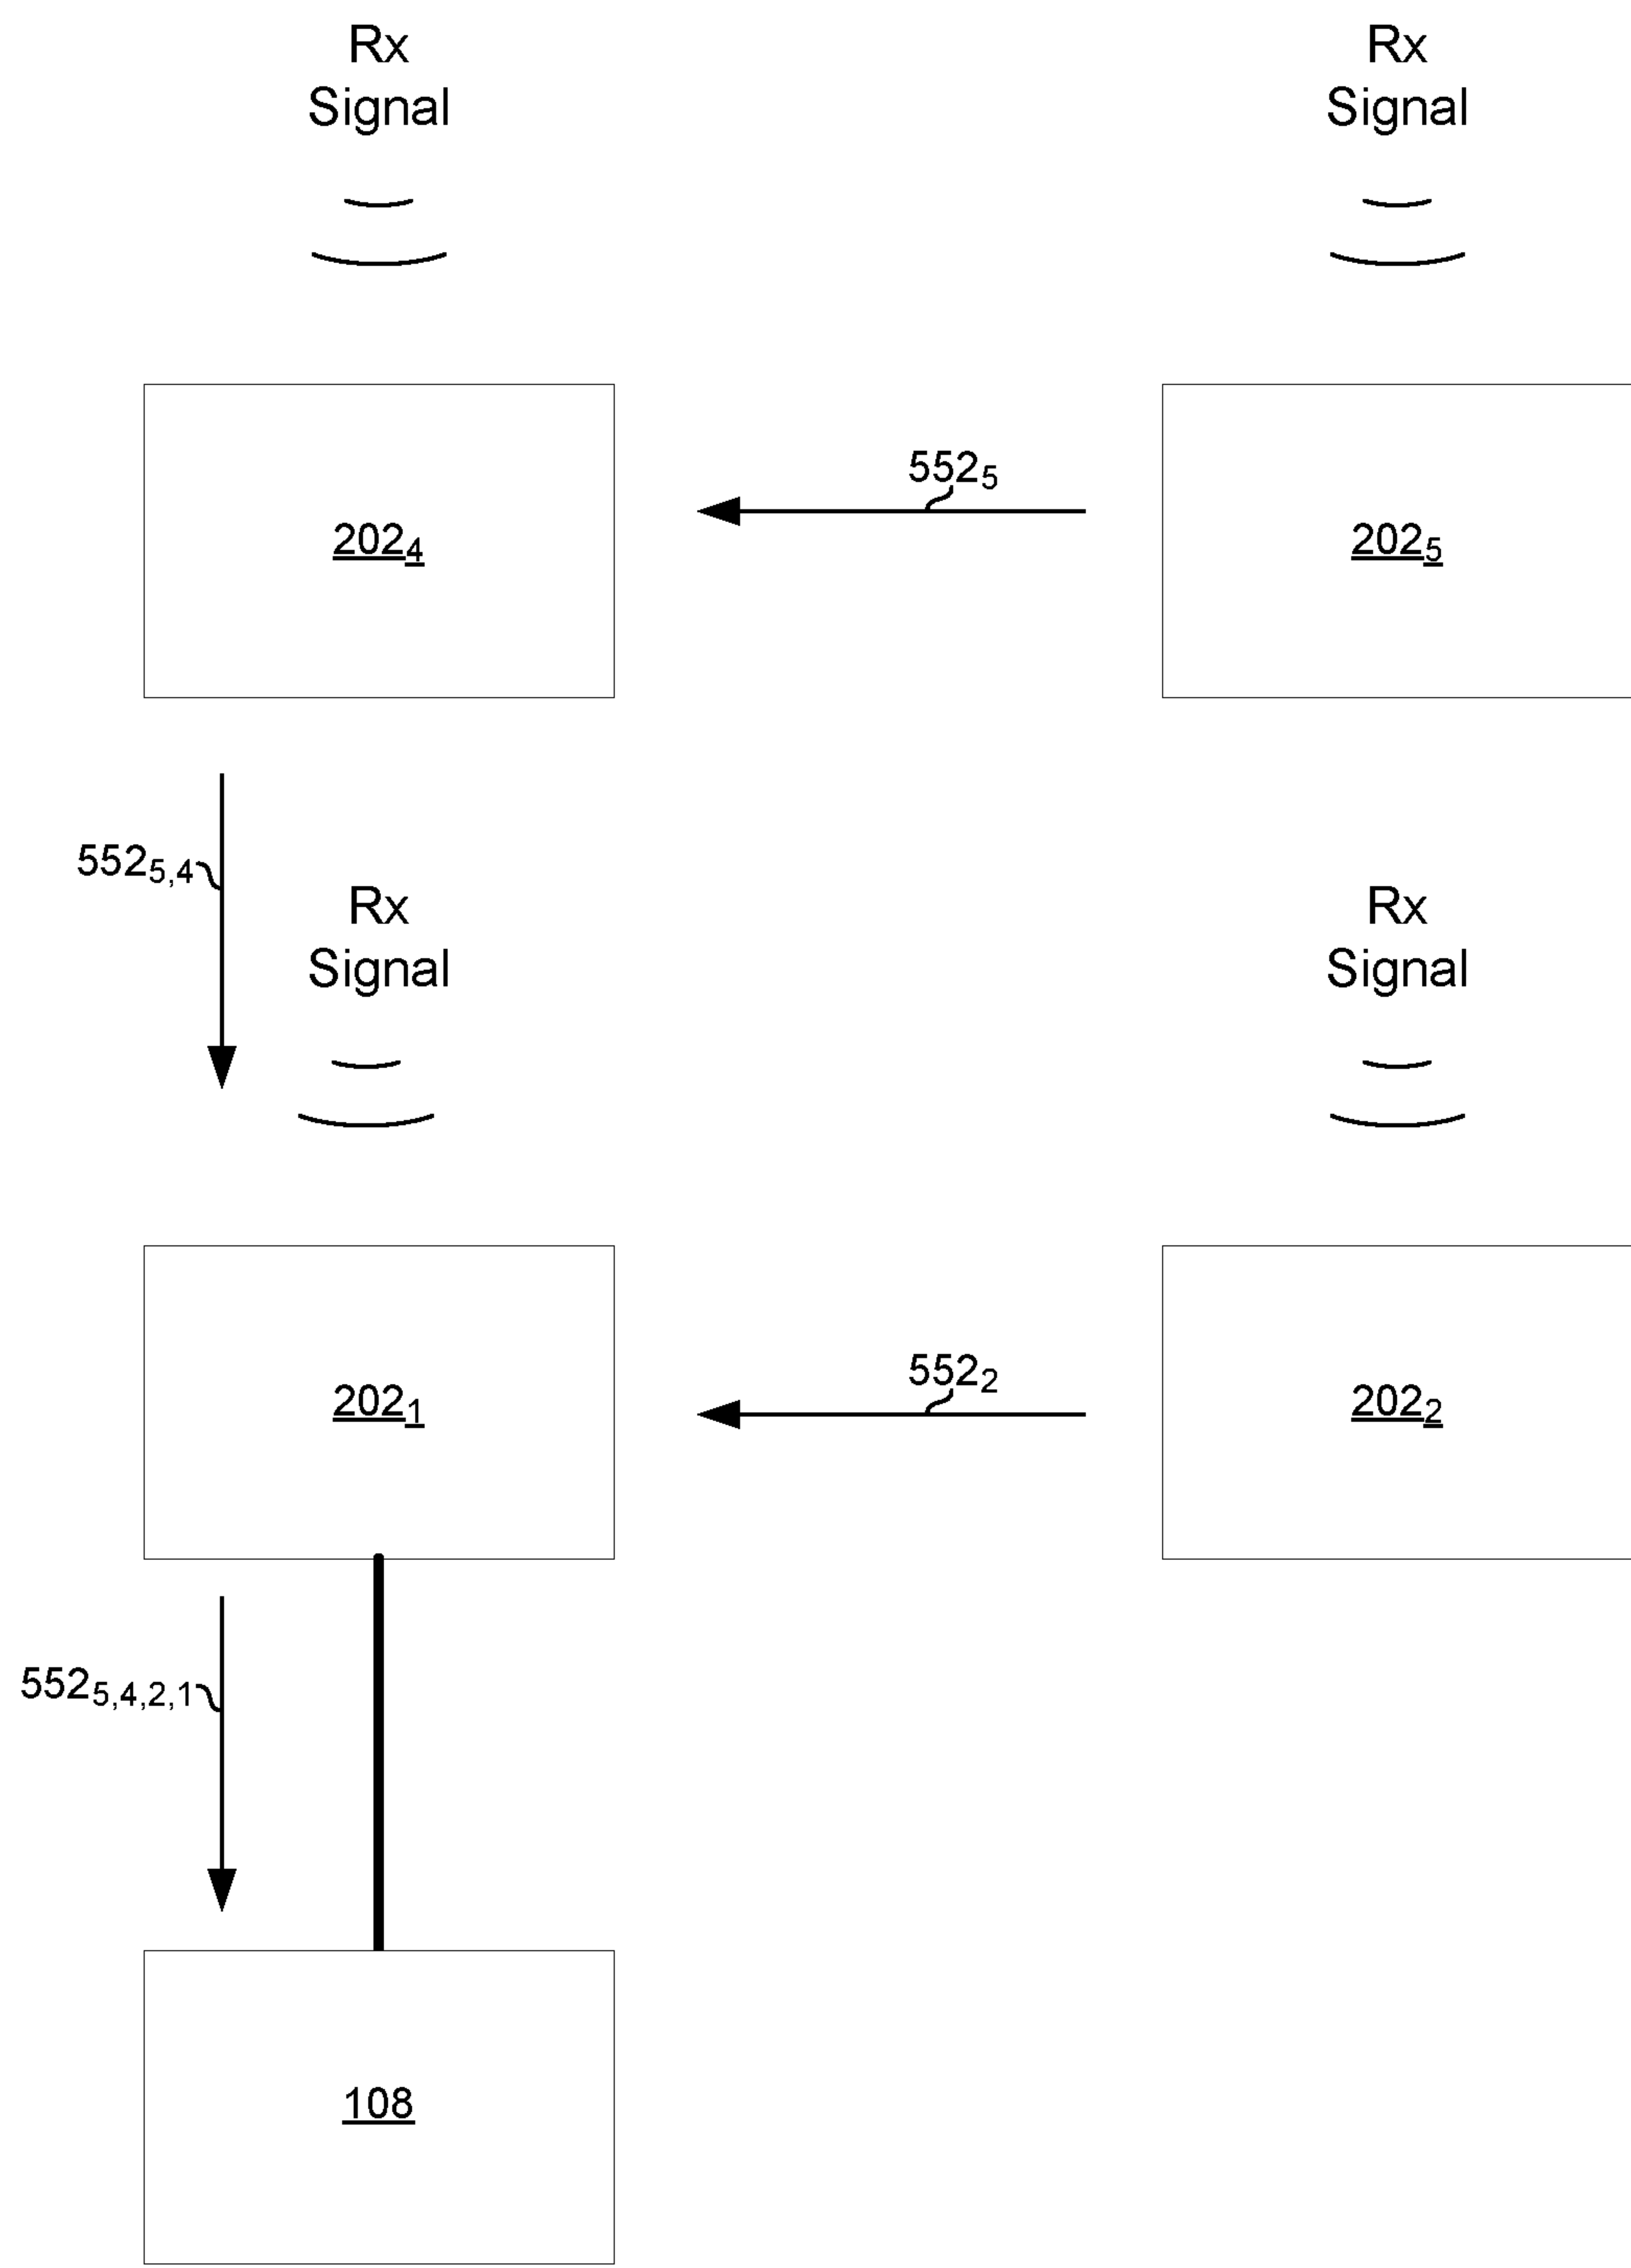 Rx
Signal
Rx
Signal
552₅
202₄
202₅
552₅,₄
Rx
Signal
Rx
Signal
552₂
202₁
202₂
552₅,₄,₂,₁
108